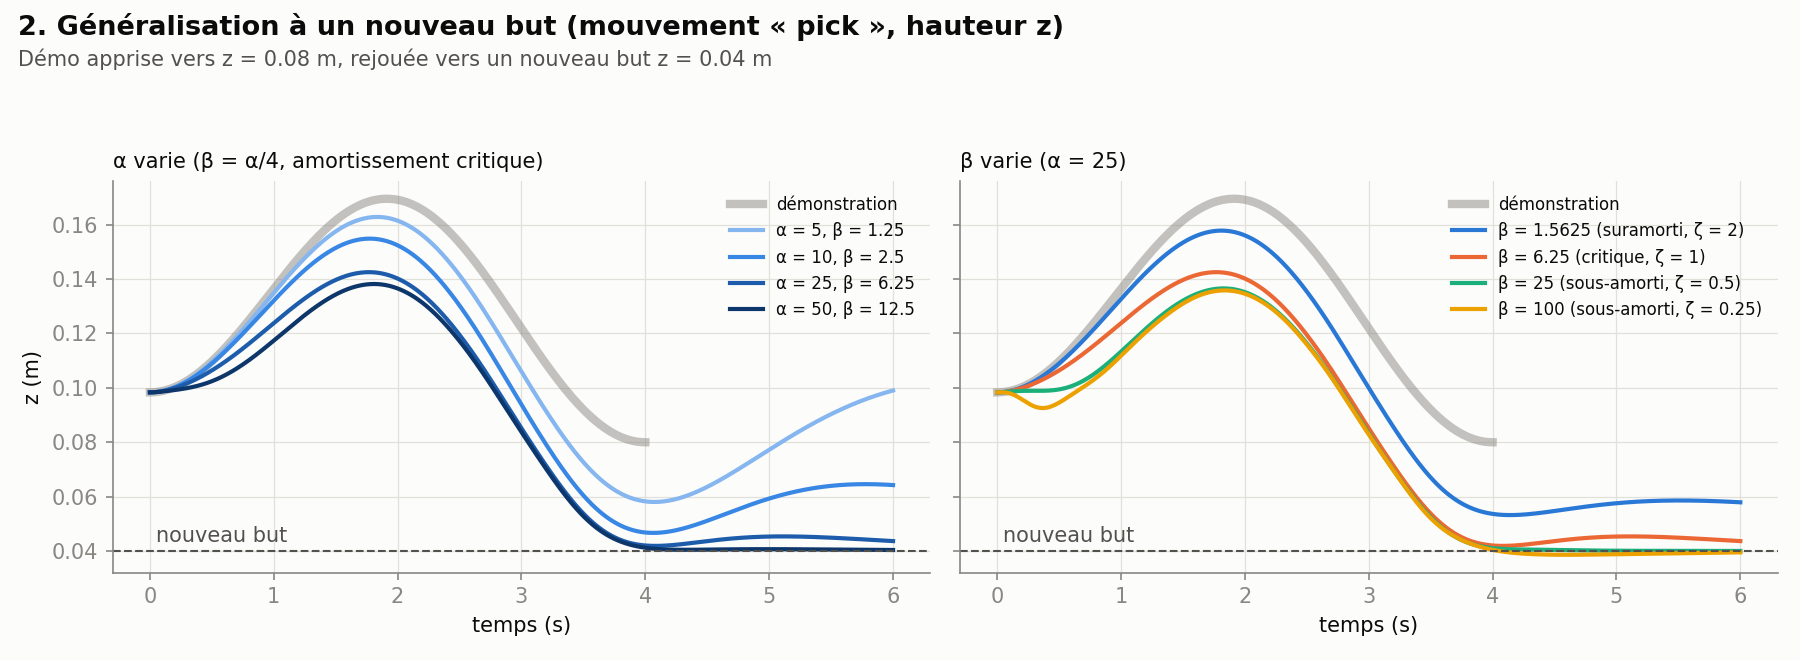 2. Généralisation à un nouveau but (mouvement « pick », hauteur z)
Démo apprise vers z = 0.08 m, rejouée vers un nouveau but z = 0.04 m
α varie (β = α/4, amortissement critique)
démonstration
α = 5, β = 1.25
α = 10, β = 2.5
α = 25, β = 6.25
α = 50, β = 12.5
0.16
0.14
0.12
0.10
0.08
0.06
0.04
z (m)
nouveau but
0 1 2 3 4 5 6
temps (s)
β varie (α = 25)
démonstration
β = 1.5625 (suramorti, ζ = 2)
β = 6.25 (critique, ζ = 1)
β = 25 (sous-amorti, ζ = 0.5)
β = 100 (sous-amorti, ζ = 0.25)
nouveau but
0 1 2 3 4 5 6
temps (s)